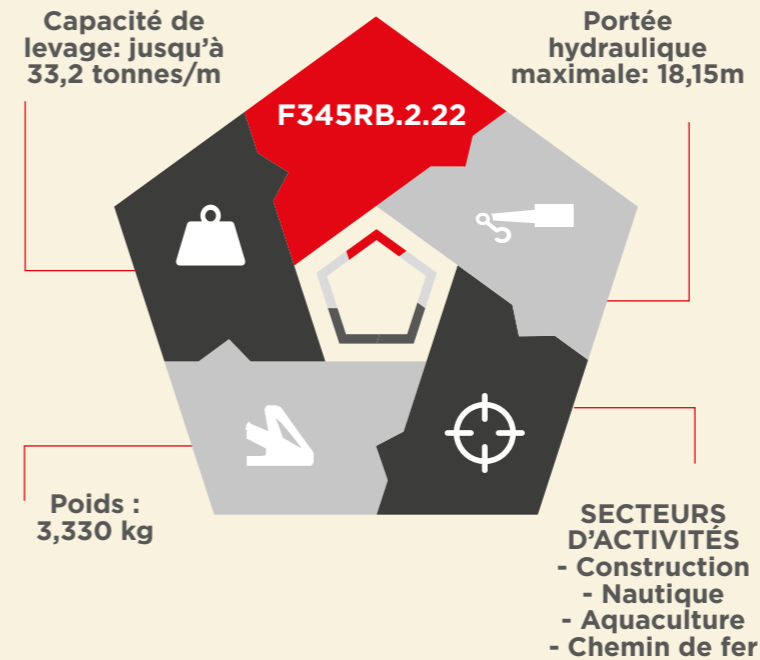 Capacité de
levage: jusqu'à
33,2 tonnes/m
Portée
hydraulique
maximale: 18,15m
F345RB.2.22
Poids :
3,330 kg
SECTEURS
D'ACTIVITÉS
- Construction
- Nautique
- Aquaculture
- Chemin de fer